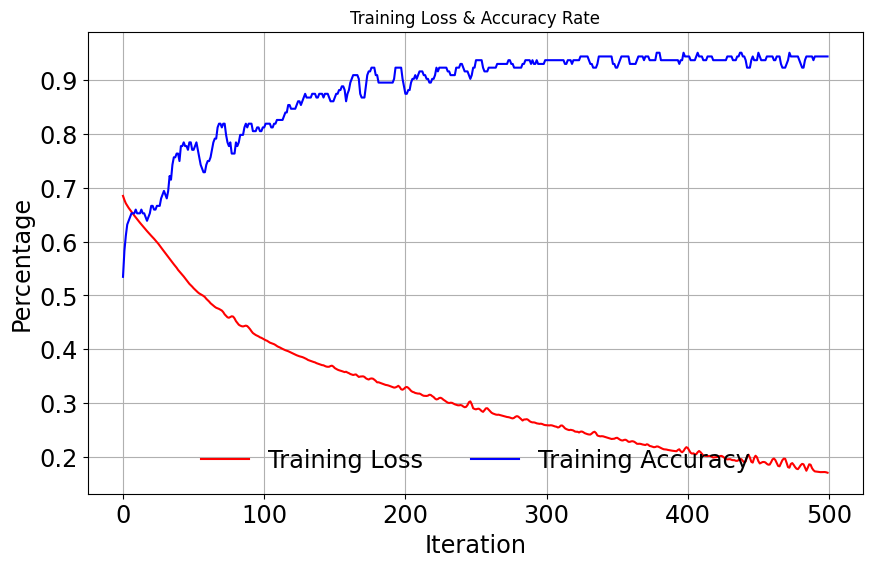 Training Loss & Accuracy Rate
Percentage
0.9
0.8
0.7
0.6
0.5
0.4
0.3
0.2
Training Loss Training Accuracy
0 100 200 300 400 500
Iteration